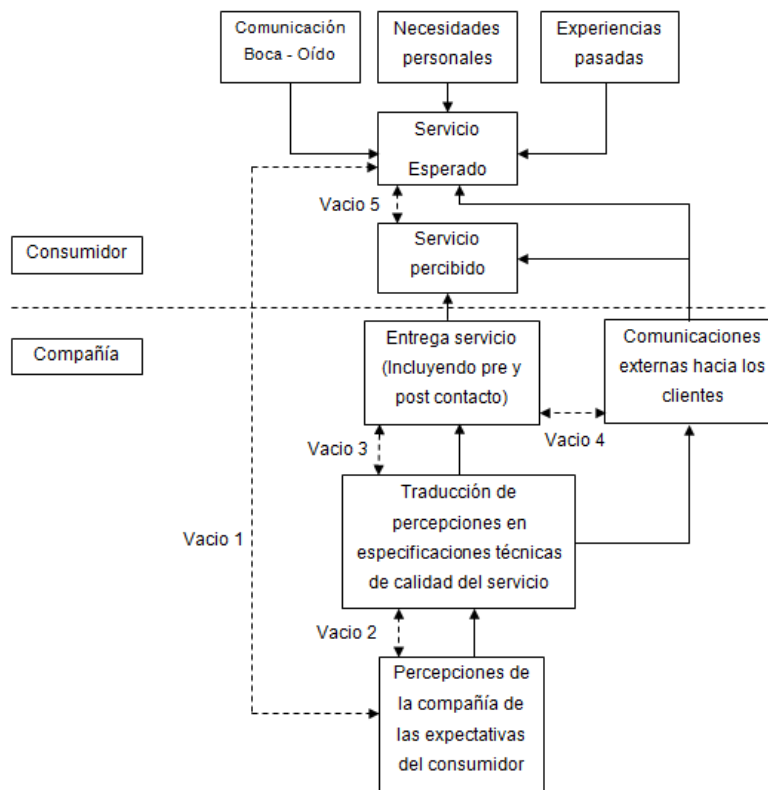 Comunicación
Boca - Oído
Necesidades
personales
Experiencias
pasadas
Servicio
Esperado
Vacio 5
Servicio
percibido
Consumidor
Compañía
Entrega servicio
(Incluyendo pre y
post contacto)
Comunicaciones
externas hacia los
clientes
Vacio 4
Vacio 3
Traducción de
percepciones en
especificaciones técnicas
de calidad del servicio
Vacio 1
Vacio 2
Percepciones de
la compañía de
las expectativas
del consumidor